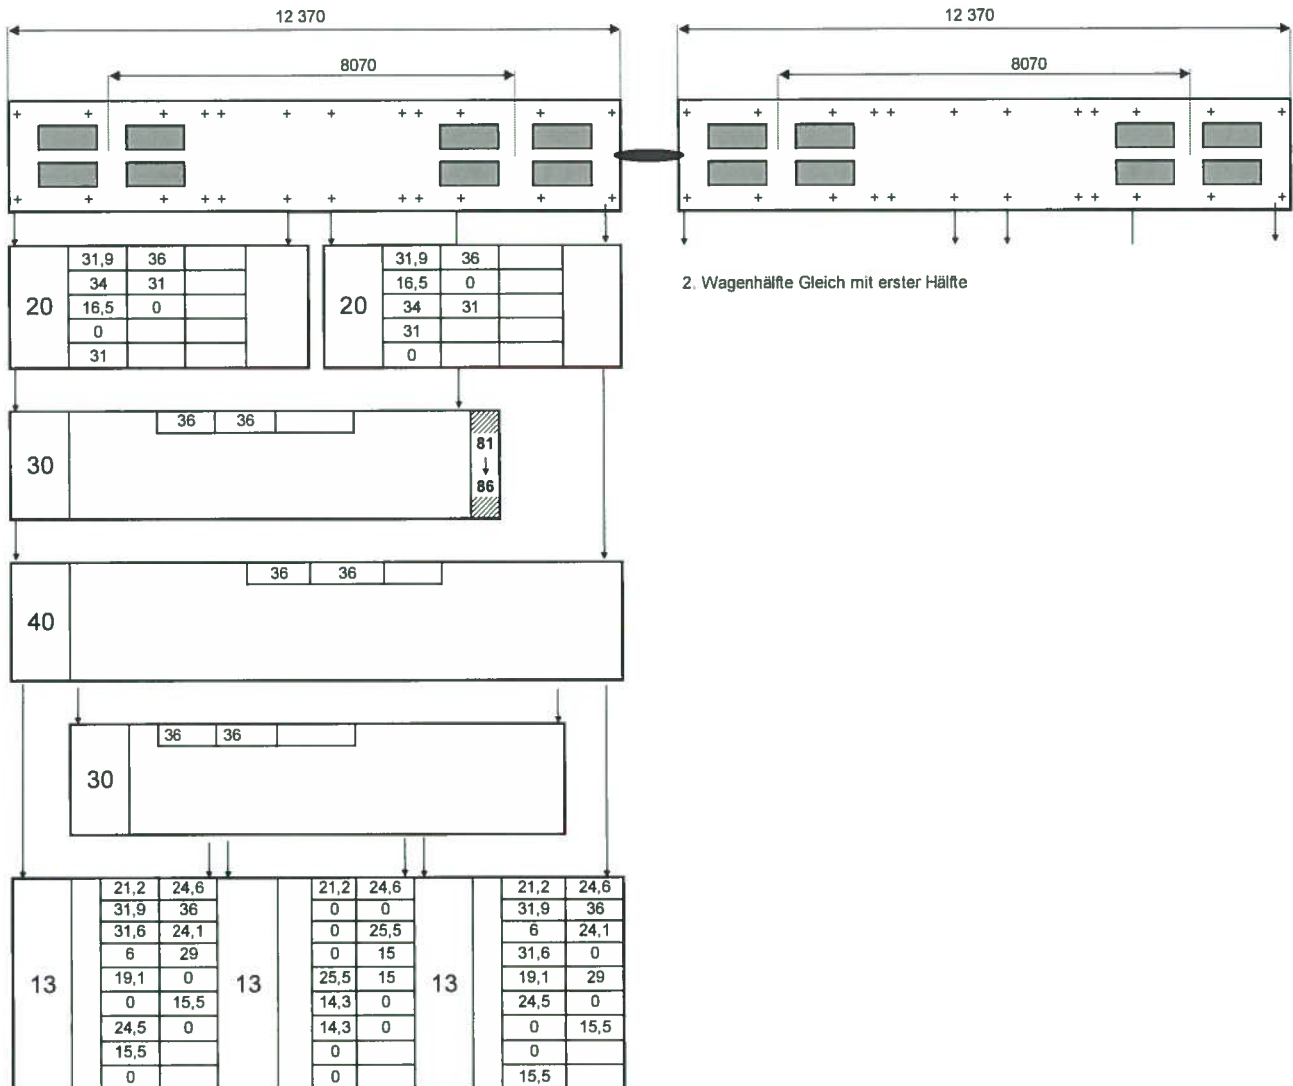 12 370 12 370
8070 8070
+ + + + + + + + + + + + + + + + + + + +
+ + + + + + + + + + + + + + + + + + + +
31,9 36 31,9 36
34 31 16,5 0
20 16,5 0 20 34 31
0 31
31 0
2. Wagenhälfte Gleich mit erster Hälfte
36 36
81
30
86
36 36
40
36 36
30
21,2 24,6 21,2 24,6 21,2 24,6
31,9 36 0 0 31,9 36
31,6 24,1 0 25,5 6 24,1
6 29 0 15 31,6 0
13 19,1 0 13 25,5 15 13 19,1 29
0 15,5 14,3 0 24,5 0
24,5 0 14,3 0 0 15,5
15,5 0 0
0 0 15,5